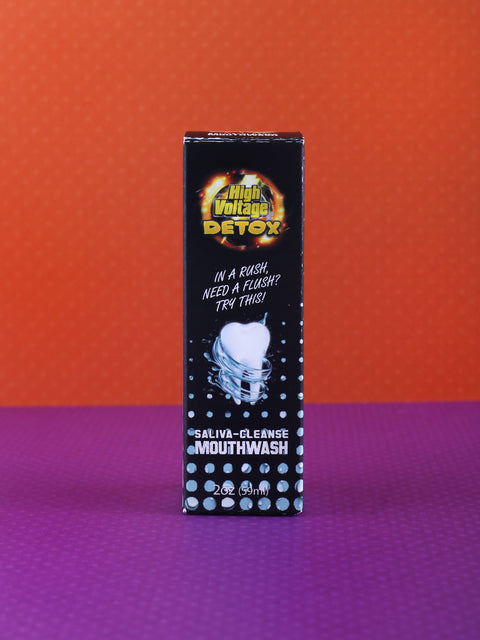 High
Voltage
DETOX
IN A RUSH,
NEED A FLUSH?
TRY THIS!
SALIVA-CLEANSE
MOUTHWASH
2oz (59ml)